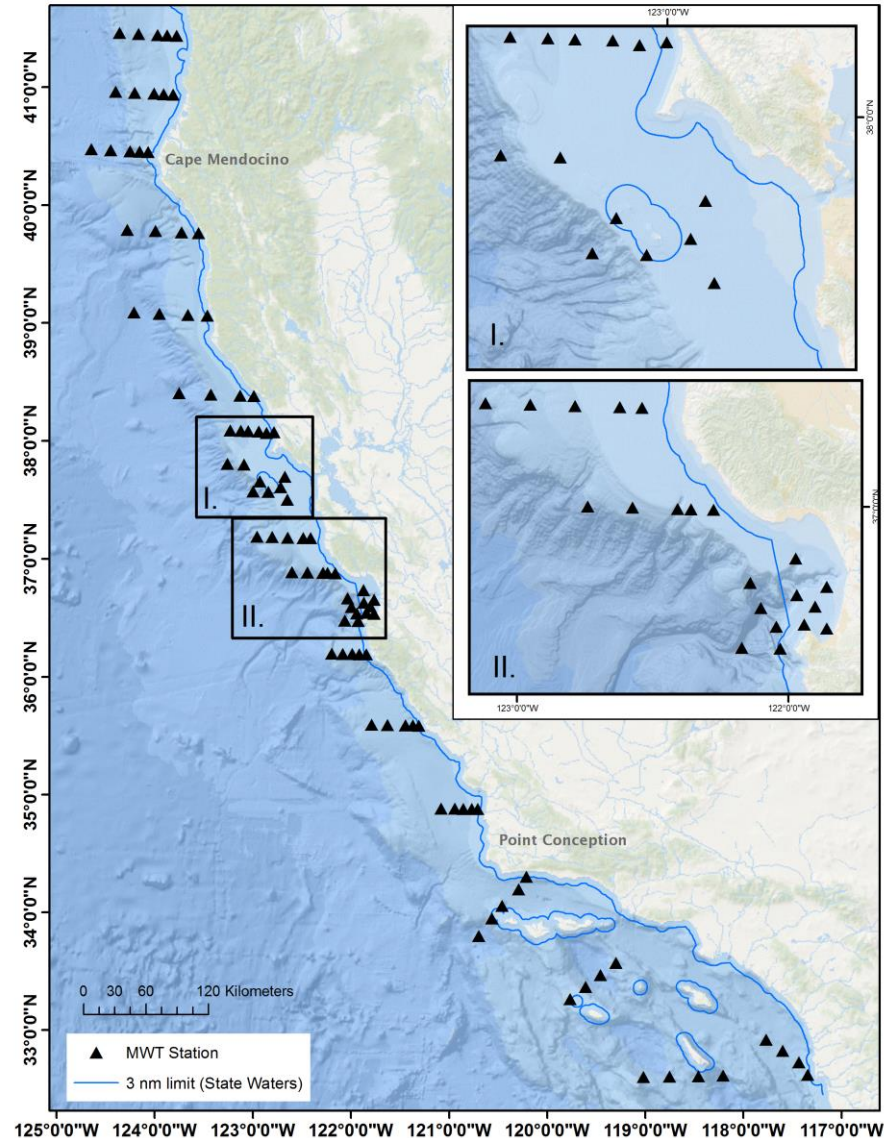 123°0'0"W
38°0'0"N
I.
37°0'0"N
II.
123°0'0"W
122°0'0"W
41°0'0"N
40°0'0"N
39°0'0"N
38°0'0"N
37°0'0"N
36°0'0"N
35°0'0"N
34°0'0"N
33°0'0"N
Cape Mendocino
I.
II.
Point Conception
0 30 60 120 Kilometers
MWT Station
3 nm limit (State Waters)
125°0'0"W 124°0'0"W 123°0'0"W 122°0'0"W 121°0'0"W 120°0'0"W 119°0'0"W 118°0'0"W 117°0'0"W